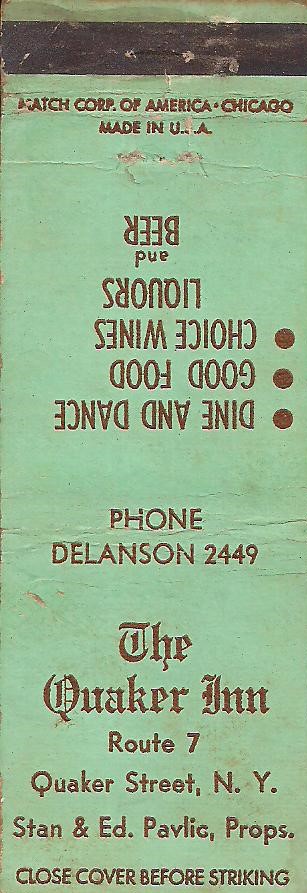 MATCH CORP. OF AMERICA • CHICAGO
MADE IN U.S.A.
• DINE AND DANCE
• GOOD FOOD
• CHOICE WINES
LIQUORS
and
BEER
PHONE
DELANSON 2449
The
Quaker Inn
Route 7
Quaker Street, N. Y.
Stan & Ed. Pavlic, Props.
CLOSE COVER BEFORE STRIKING